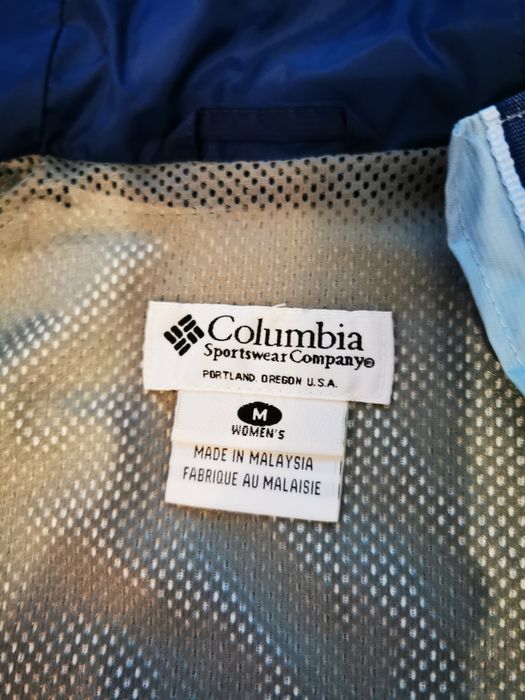 Columbia
Sportswear Company®
PORTLAND, OREGON U.S.A.
M
WOMEN'S
MADE IN MALAYSIA
FABRIQUE AU MALAISIE